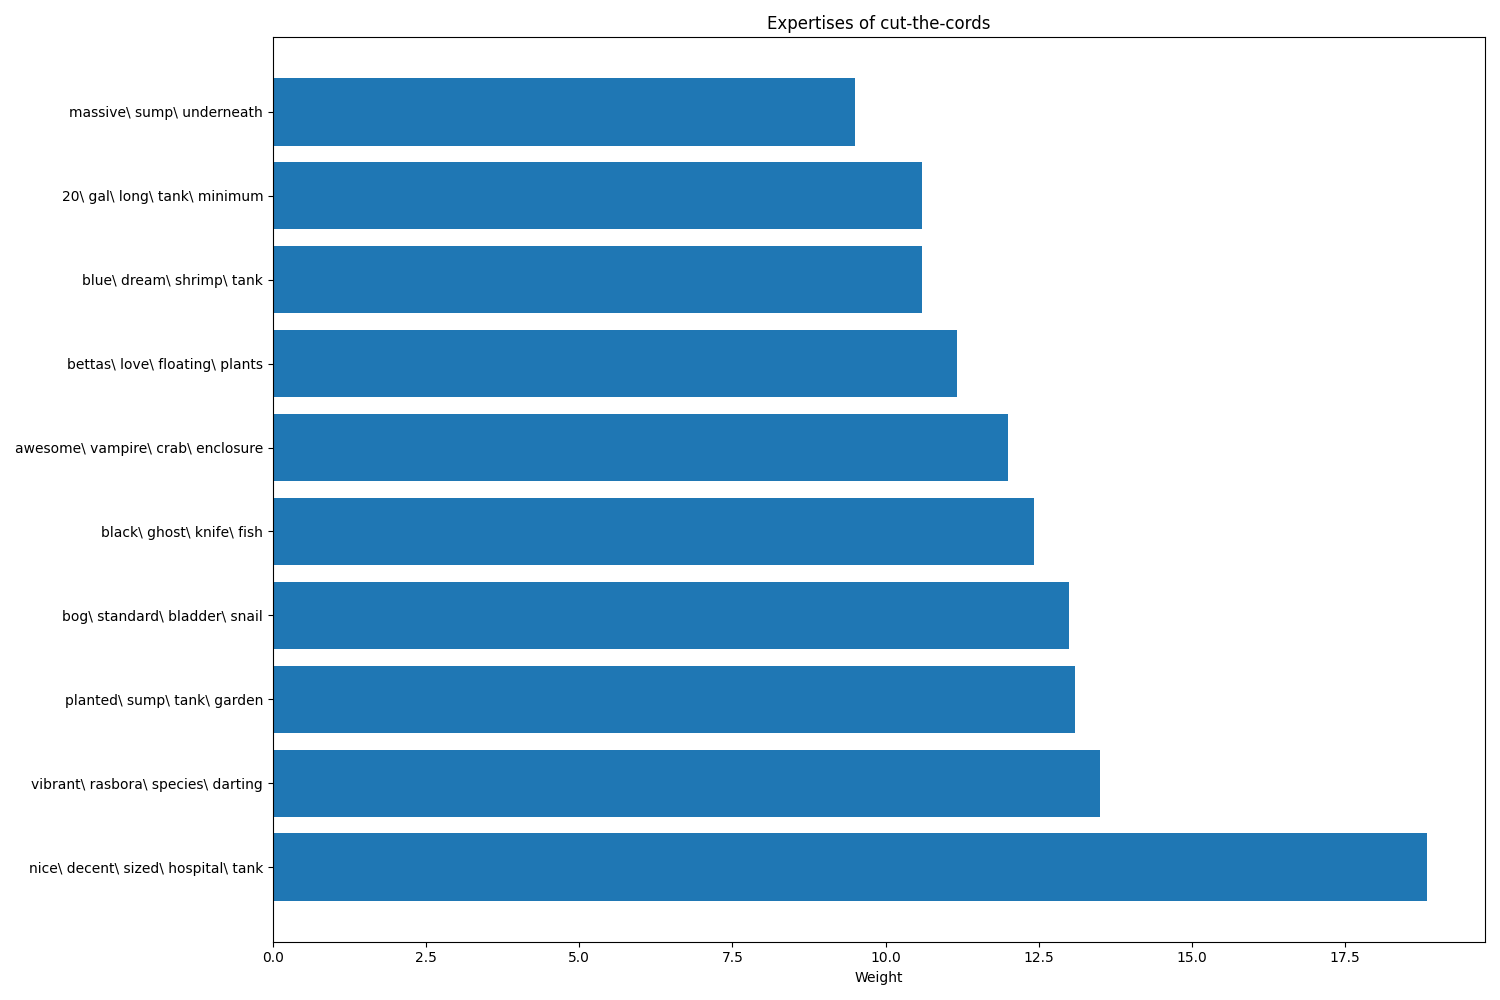 Expertises of cut-the-cords
massive\ sump\ underneath
20\ gal\ long\ tank\ minimum
blue\ dream\ shrimp\ tank
bettas\ love\ floating\ plants
awesome\ vampire\ crab\ enclosure
black\ ghost\ knife\ fish
bog\ standard\ bladder\ snail
planted\ sump\ tank\ garden
vibrant\ rasbora\ species\ darting
nice\ decent\ sized\ hospital\ tank
0.0 2.5 5.0 7.5 10.0 12.5 15.0 17.5
Weight